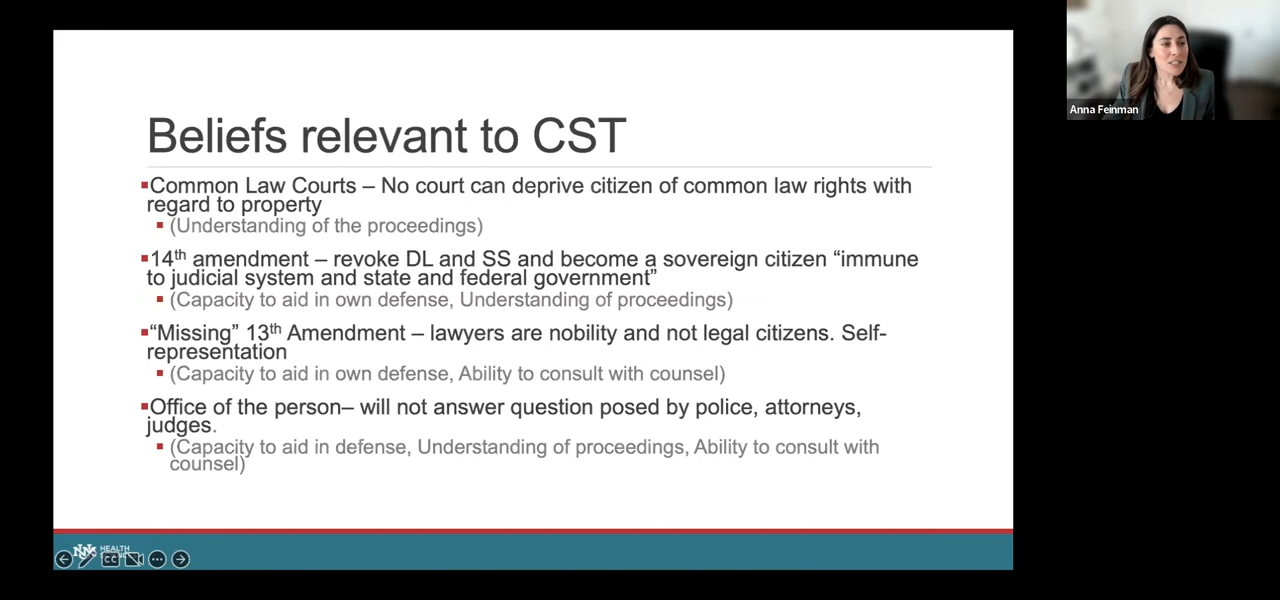 Beliefs relevant to CST
▪Common Law Courts – No court can deprive citizen of common law rights with
regard to property
▪ (Understanding of the proceedings)
▪14th amendment – revoke DL and SS and become a sovereign citizen “immune
to judicial system and state and federal government”
▪ (Capacity to aid in own defense, Understanding of proceedings)
▪“Missing” 13th Amendment – lawyers are nobility and not legal citizens. Self-
representation
▪ (Capacity to aid in own defense, Ability to consult with counsel)
▪Office of the person– will not answer question posed by police, attorneys,
judges.
▪ (Capacity to aid in defense, Understanding of proceedings, Ability to consult with
counsel)
Anna Feinman
HEALTH
CC